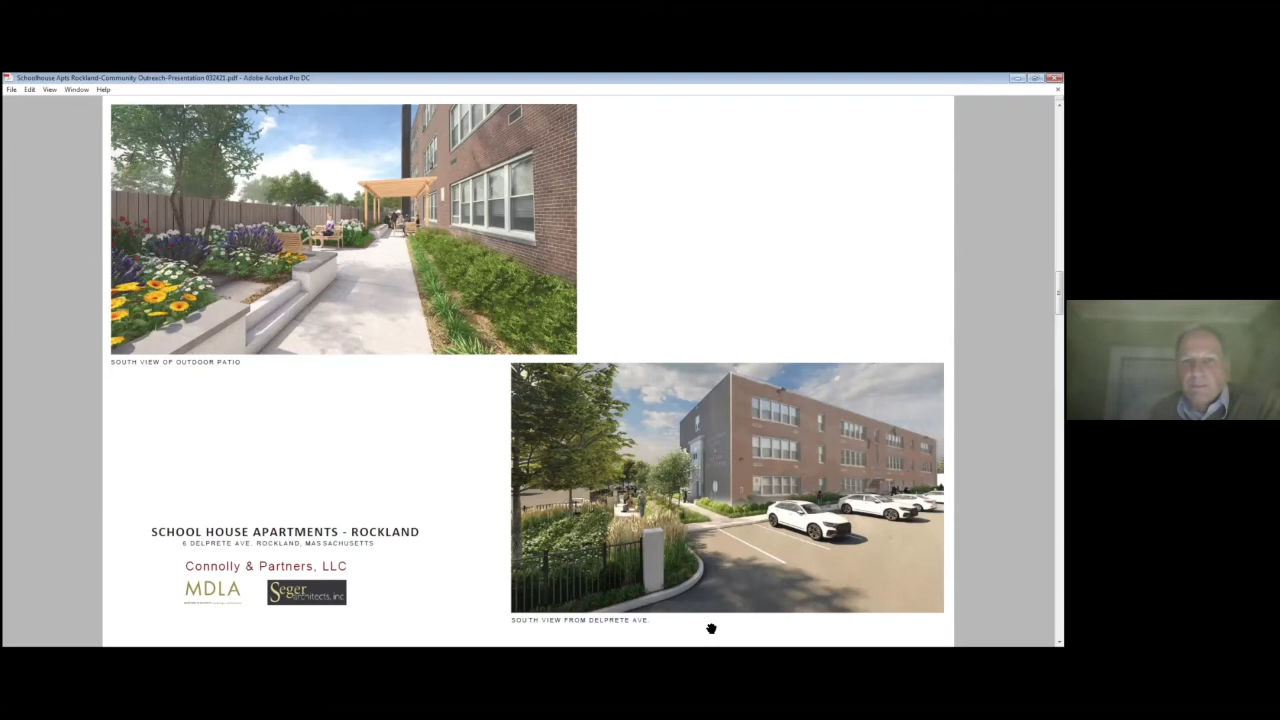 Schoolhouse Apts Rockland-Community Outreach-Presentation 032421.pdf - Adobe Acrobat Pro DC
File Edit View Window Help
SOUTH VIEW OF OUTDOOR PATIO
SCHOOL HOUSE APARTMENTS - ROCKLAND
6 DELPRETE AVE. ROCKLAND, MASSACHUSETTS
Connolly & Partners, LLC
MDLA
Seger architects, inc.
SOUTH VIEW FROM DELPRETE AVE.